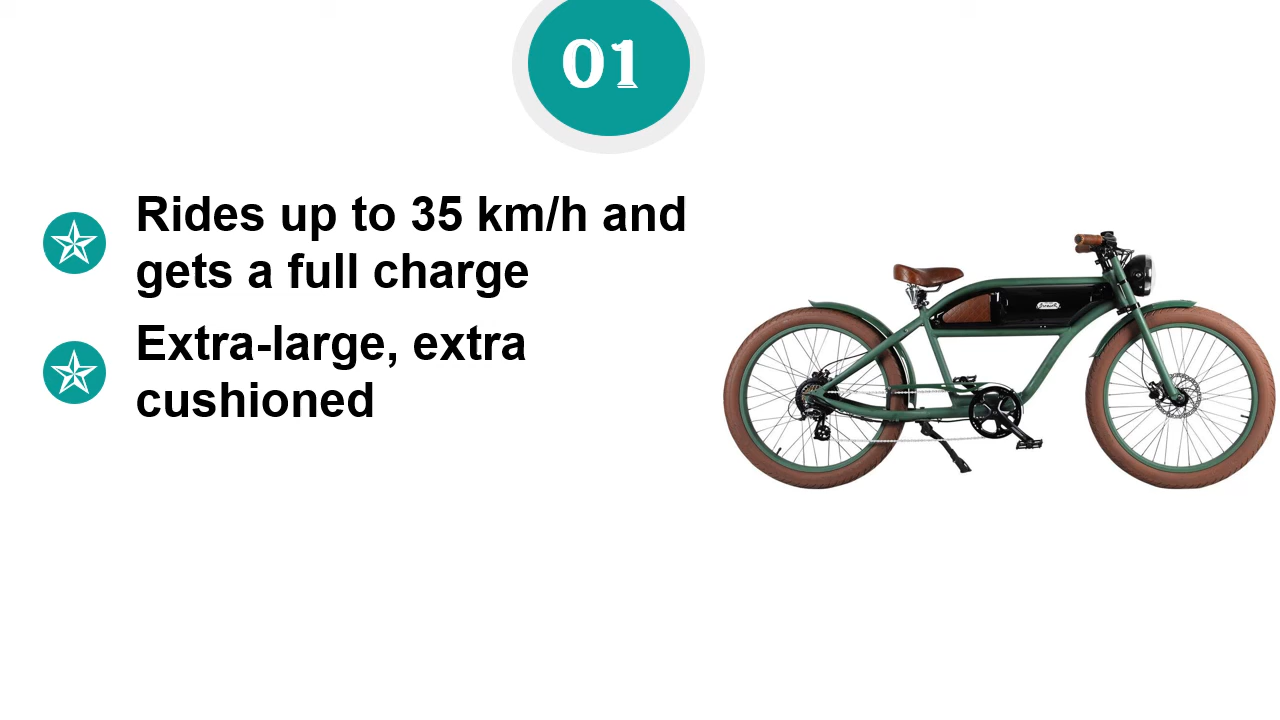 01
Rides up to 35 km/h and
gets a full charge
Extra-large, extra
cushioned